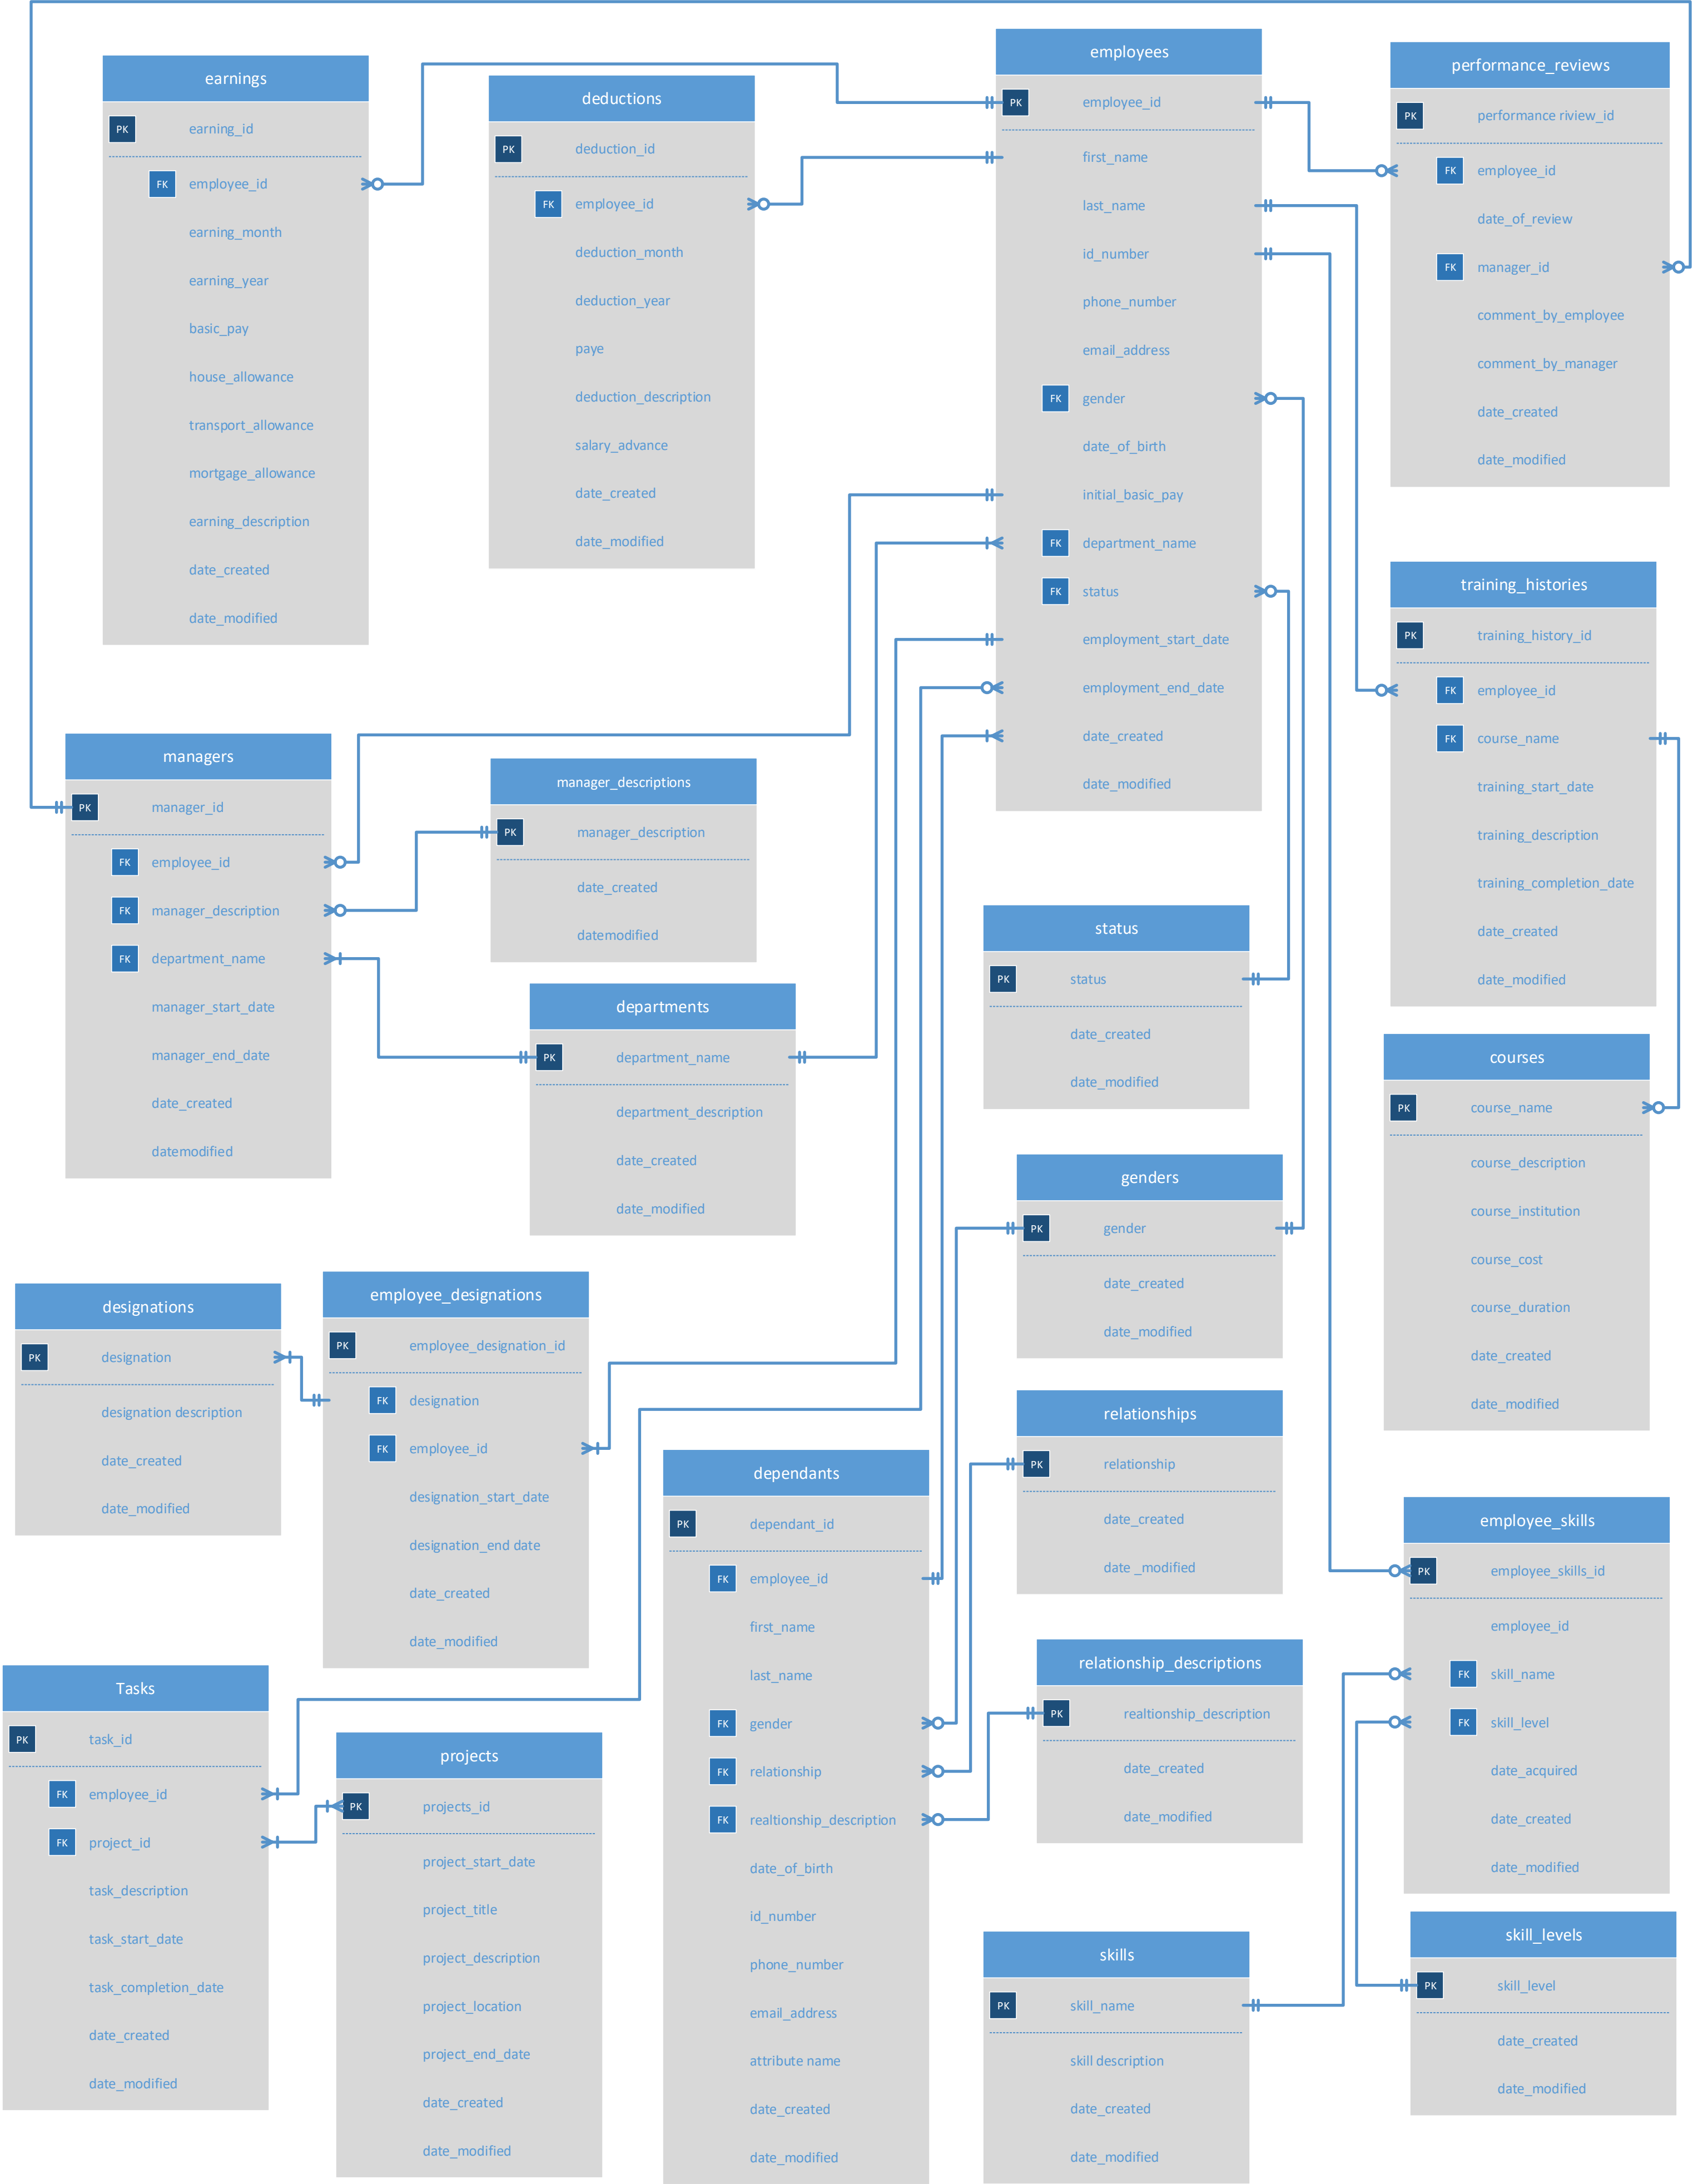 earnings
PK earning_id
FK employee_id
earning_month
earning_year
basic_pay
house_allowance
transport_allowance
mortgage_allowance
earning_description
date_created
date_modified
deductions
PK deduction_id
FK employee_id
deduction_month
deduction_year
paye
deduction_description
salary_advance
date_created
date_modified
employees
PK employee_id
first_name
last_name
id_number
phone_number
email_address
FK gender
date_of_birth
initial_basic_pay
FK department_name
FK status
employment_start_date
employment_end_date
date_created
date_modified
performance_reviews
PK performance riview_id
FK employee_id
date_of_review
FK manager_id
comment_by_employee
comment_by_manager
date_created
date_modified
training_histories
PK training_history_id
FK employee_id
FK course_name
training_start_date
training_description
training_completion_date
date_created
date_modified
managers
PK manager_id
FK employee_id
FK manager_description
FK department_name
manager_start_date
manager_end_date
date_created
datemodified
manager_descriptions
PK manager_description
date_created
datemodified
departments
PK department_name
department_description
date_created
date_modified
status
PK status
date_created
date_modified
courses
PK course_name
course_description
course_institution
course_cost
course_duration
date_created
date_modified
genders
PK gender
date_created
date_modified
designations
PK designation
designation description
date_created
date_modified
employee_designations
PK employee_designation_id
FK designation
FK employee_id
designation_start_date
designation_end date
date_created
date_modified
relationships
PK relationship
date_created
date _modified
dependants
PK dependant_id
FK employee_id
first_name
last_name
FK gender
FK relationship
FK realtionship_description
date_of_birth
id_number
phone_number
email_address
attribute name
date_created
date_modified
employee_skills
PK employee_skills_id
employee_id
FK skill_name
FK skill_level
date_acquired
date_created
date_modified
relationship_descriptions
PK realtionship_description
date_created
date_modified
Tasks
PK task_id
FK employee_id
FK project_id
task_description
task_start_date
task_completion_date
date_created
date_modified
projects
PK projects_id
project_start_date
project_title
project_description
project_location
project_end_date
date_created
date_modified
skills
PK skill_name
skill description
date_created
date_modified
skill_levels
PK skill_level
date_created
date_modified